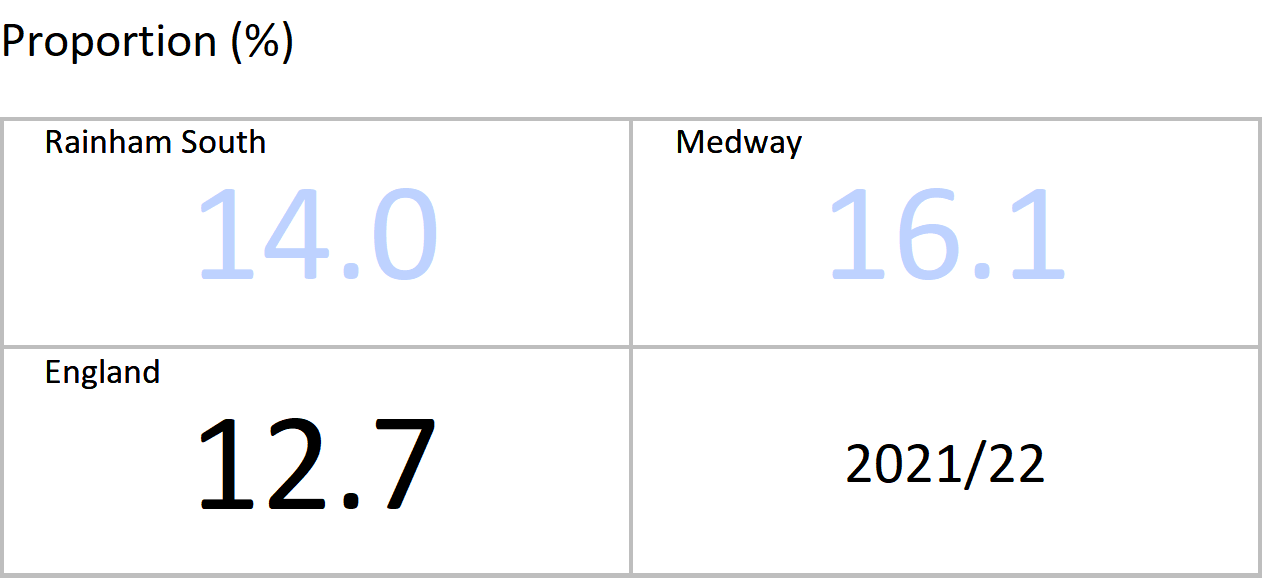 Proportion (%)
Rainham South
14.0
Medway
16.1
England
12.7
2021/22